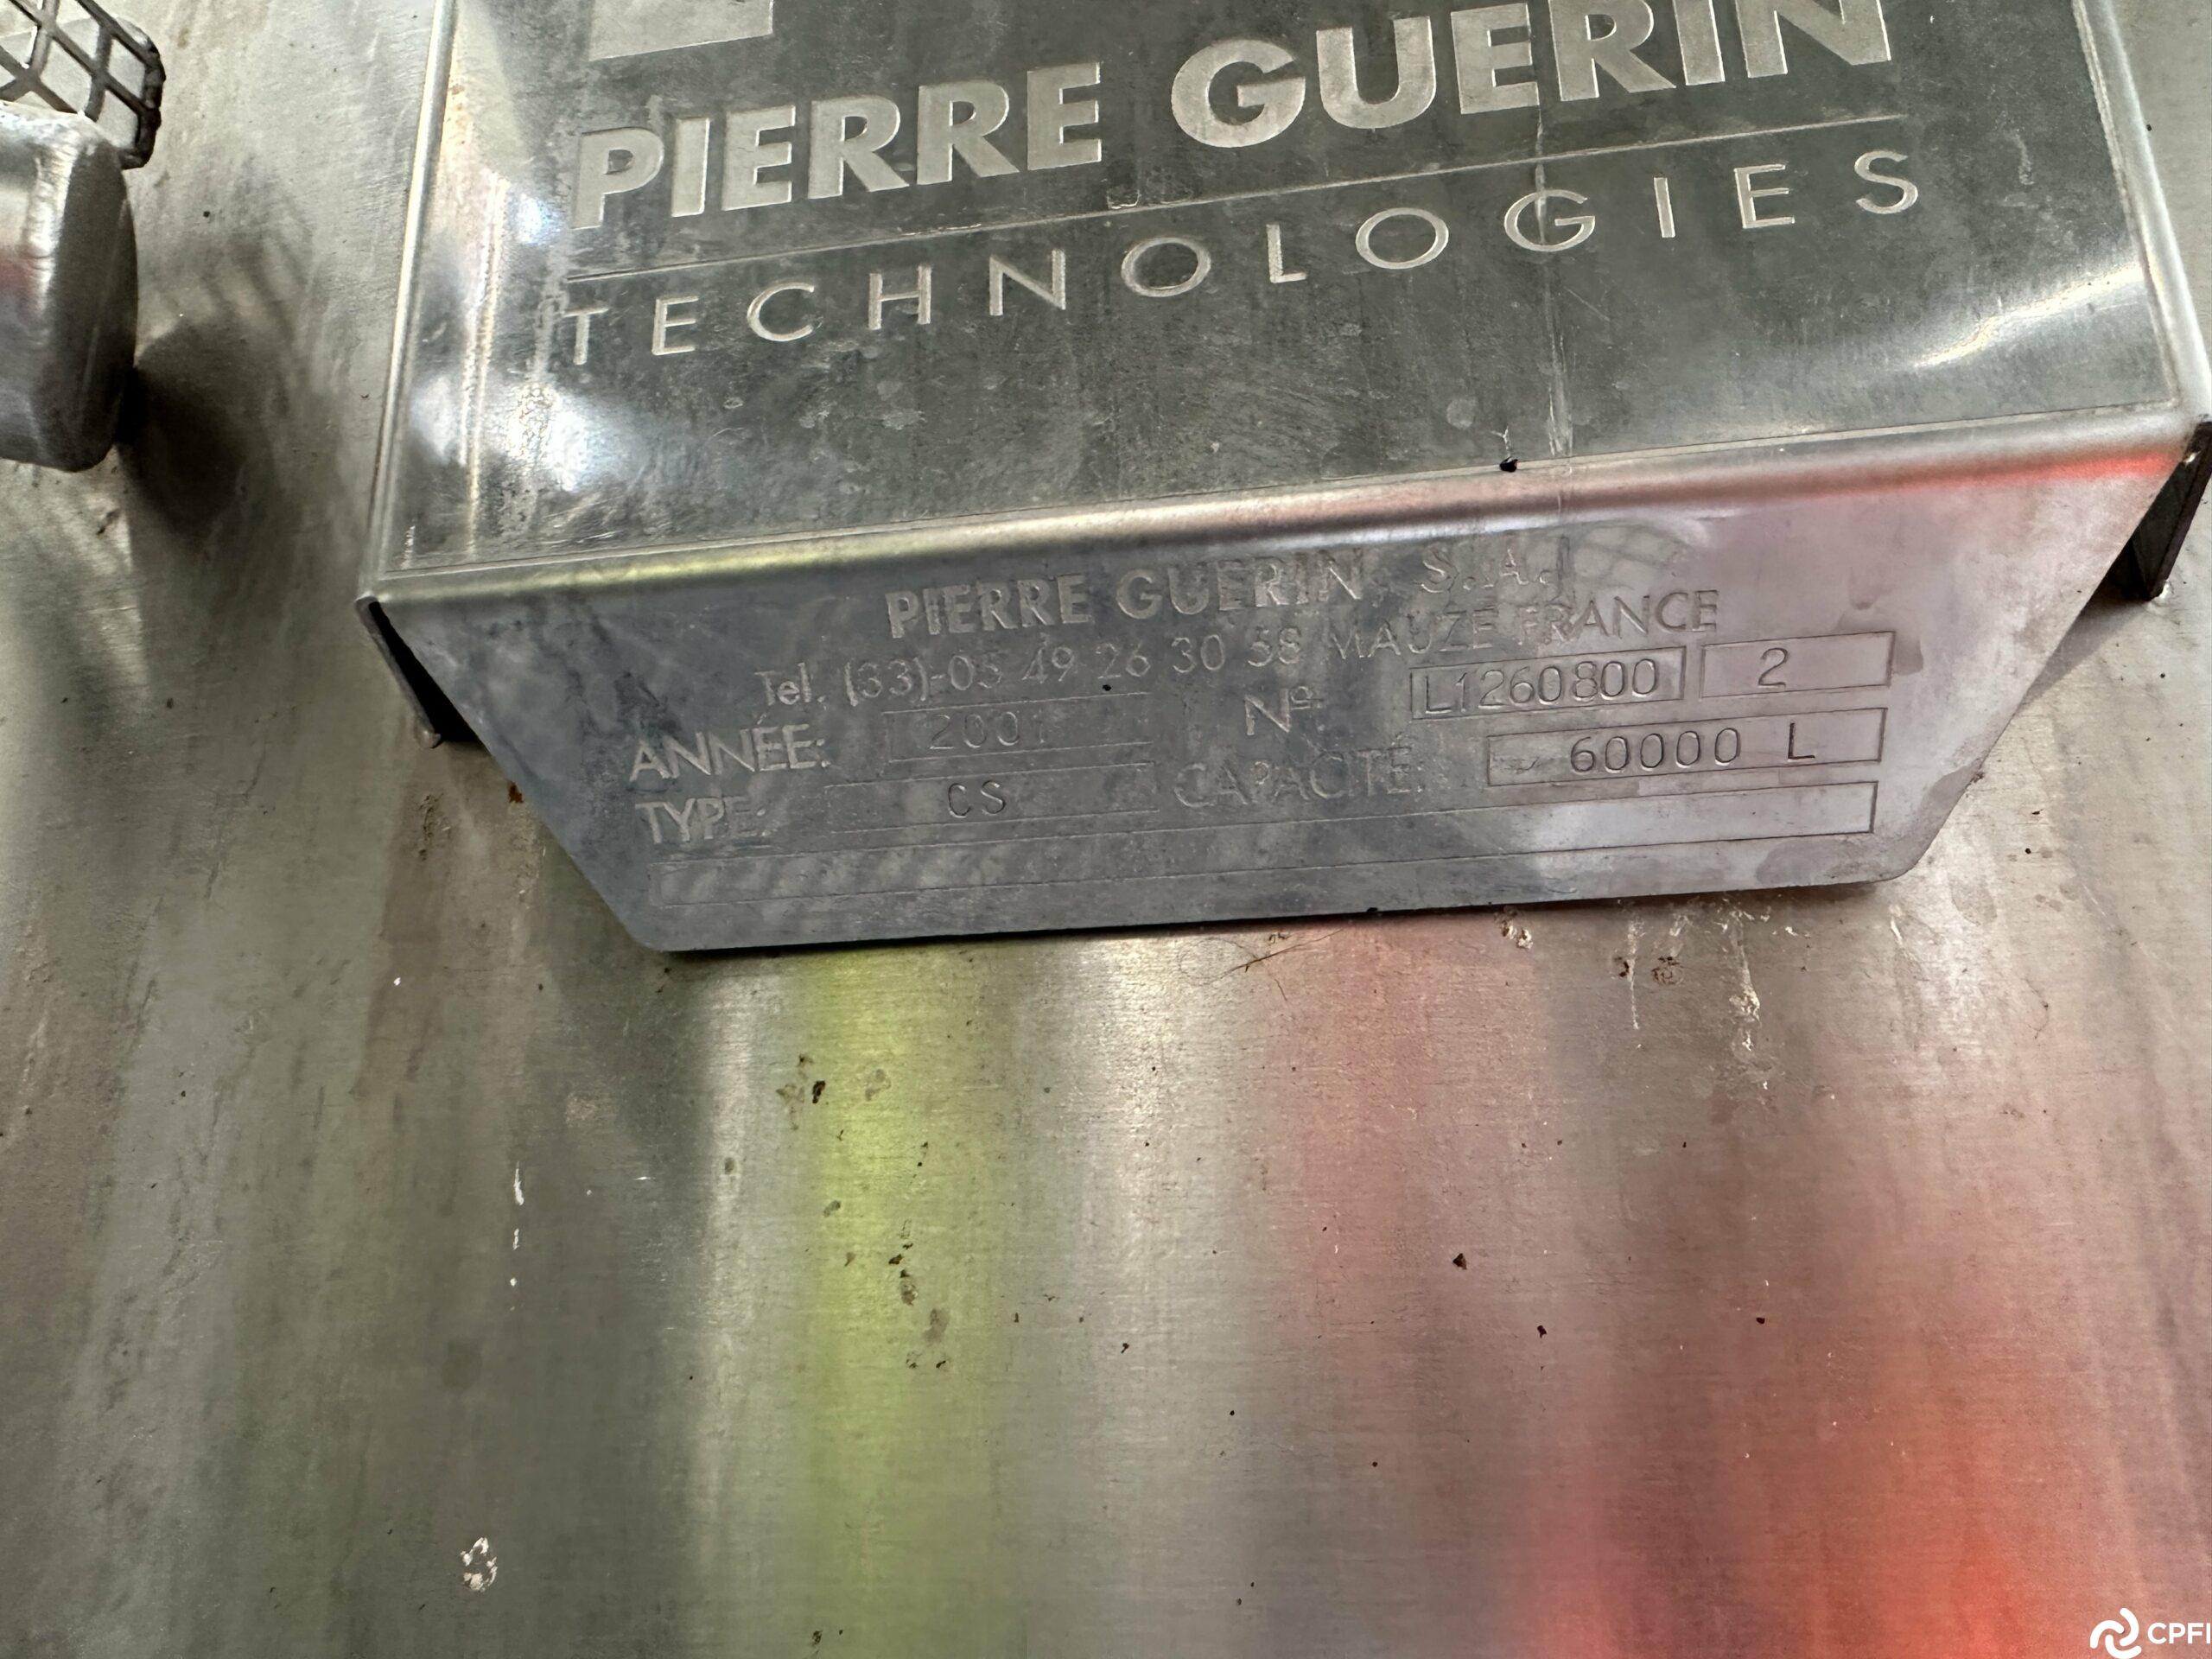 PIERRE GUERIN
TECHNOLOGIES
PIERRE GUERIN S.A.
Tel. (33)-05 49 26 30 58 MAUZE FRANCE
ANNÉE: 2001 Nº: L1260800 2
TYPE: CS CAPACITÉ: 60000 L
CPFI